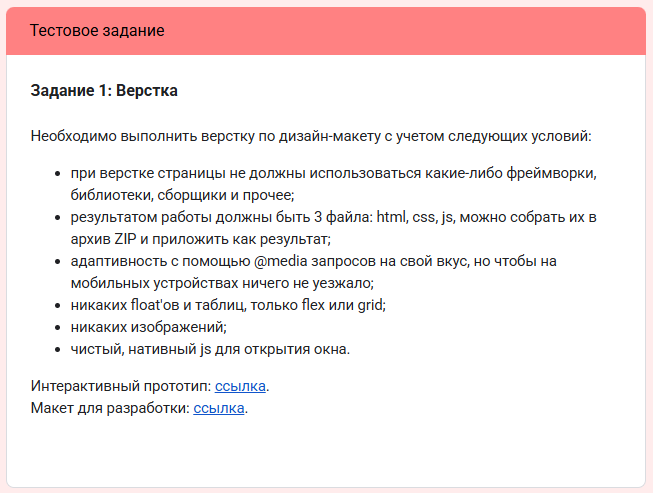 Тестовое задание
Задание 1: Верстка
Необходимо выполнить верстку по дизайн-макету с учетом следующих условий:
• при верстке страницы не должны использоваться какие-либо фреймворки,
библиотеки, сборщики и прочее;
• результатом работы должны быть 3 файла: html, css, js, можно собрать их в
архив ZIP и приложить как результат;
• адаптивность с помощью @media запросов на свой вкус, но чтобы на
мобильных устройствах ничего не уезжало;
• никаких float'ов и таблиц, только flex или grid;
• никаких изображений;
• чистый, нативный js для открытия окна.
Интерактивный прототип: ссылка.
Макет для разработки: ссылка.